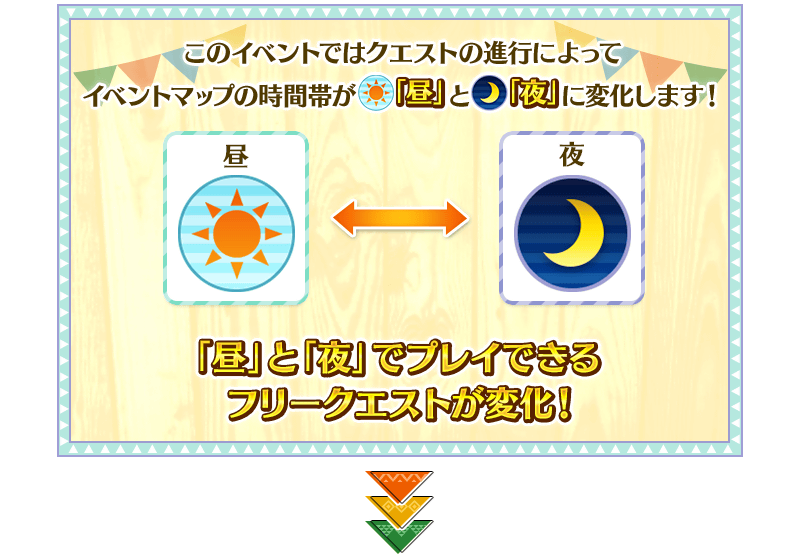 このイベントではクエストの進行によって
イベントマップの時間帯が「昼」と「夜」に変化します！
昼
夜
「昼」と「夜」でプレイできる
フリークエストが変化！